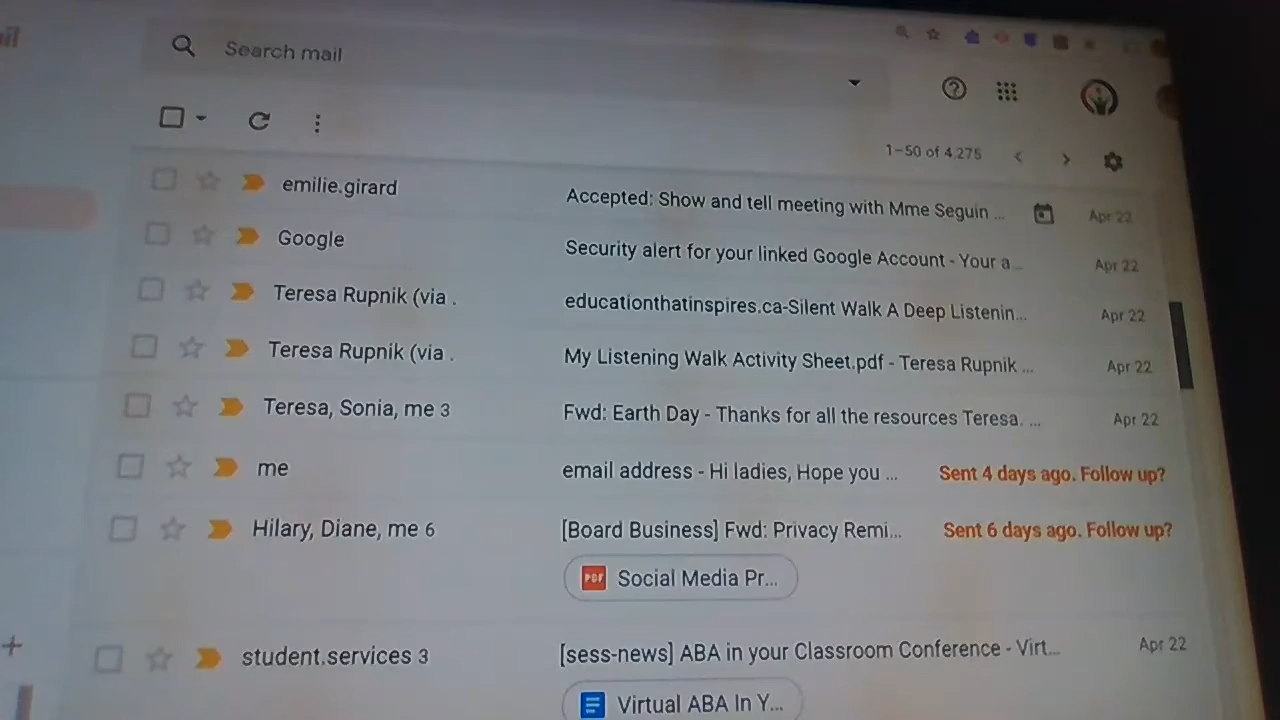 ail
Search mail
1-50 of 4,275
emilie.girard Accepted: Show and tell meeting with Mme Seguin ... Apr 22
Google Security alert for your linked Google Account - Your a... Apr 22
Teresa Rupnik (via . educationthatinspires.ca-Silent Walk A Deep Listenin... Apr 22
Teresa Rupnik (via . My Listening Walk Activity Sheet.pdf - Teresa Rupnik ... Apr 22
Teresa, Sonia, me 3 Fwd: Earth Day - Thanks for all the resources Teresa. ... Apr 22
me email address - Hi ladies, Hope you ... Sent 4 days ago. Follow up?
Hilary, Diane, me 6 [Board Business] Fwd: Privacy Remi... Sent 6 days ago. Follow up?
PDF Social Media Pr...
student.services 3 [sess-news] ABA in your Classroom Conference - Virt... Apr 22
Virtual ABA In Y...